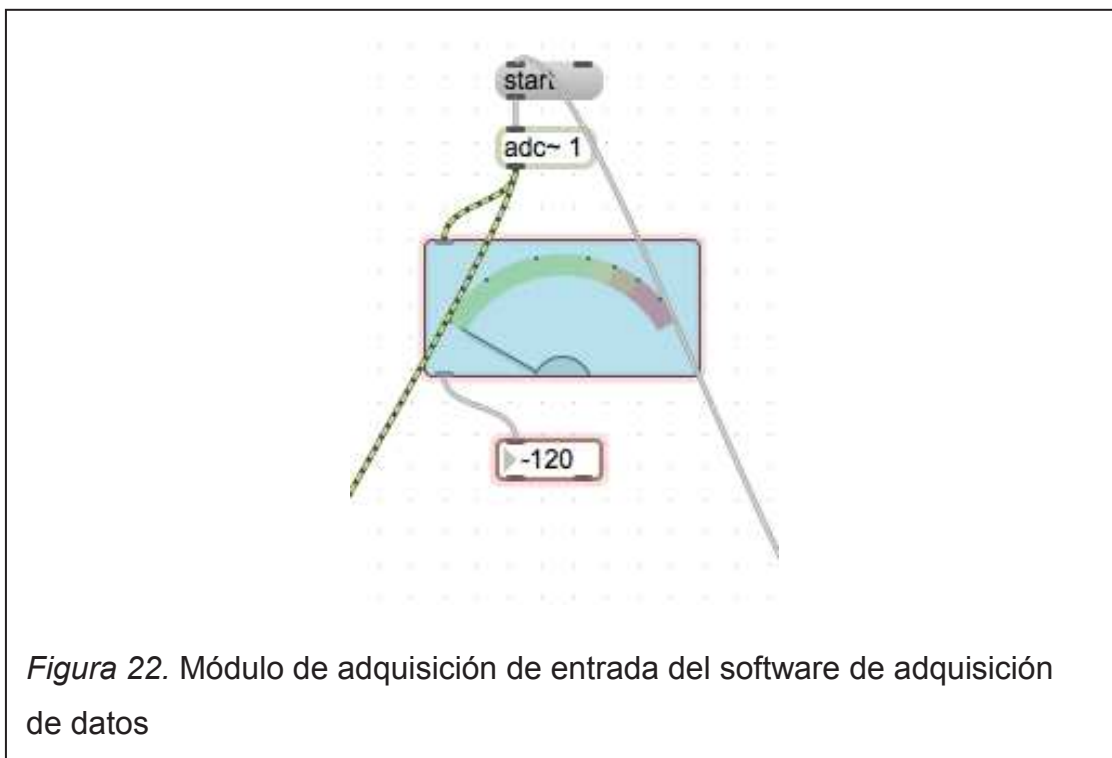 start
adc~ 1
-120
Figura 22. Módulo de adquisición de entrada del software de adquisición
de datos